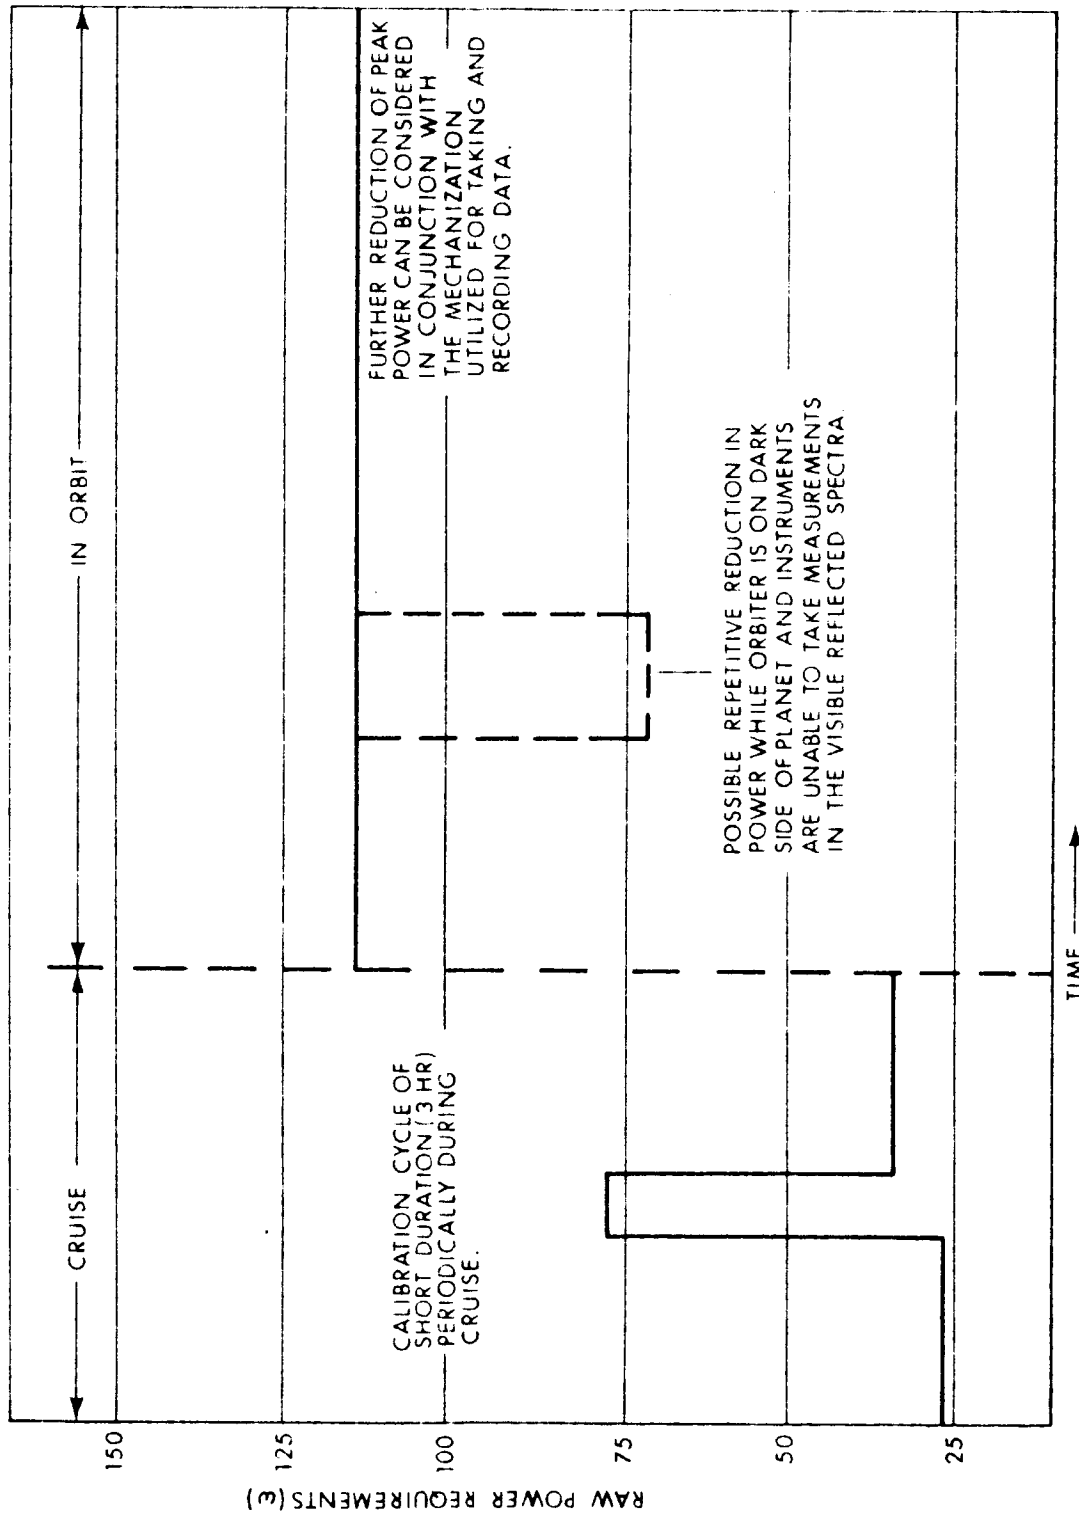 CRUISE
IN ORBIT
CALIBRATION CYCLE OF
SHORT DURATION (3 HR)
PERIODICALLY DURING
CRUISE.
FURTHER REDUCTION OF PEAK
POWER CAN BE CONSIDERED
IN CONJUNCTION WITH
THE MECHANIZATION
UTILIZED FOR TAKING AND
RECORDING DATA.
POSSIBLE REPETITIVE REDUCTION IN
POWER WHILE ORBITER IS ON DARK
SIDE OF PLANET AND INSTRUMENTS
ARE UNABLE TO TAKE MEASUREMENTS
IN THE VISIBLE REFLECTED SPECTRA.
150
125
100
75
50
25
RAW POWER REQUIREMENTS (ω)
TIME